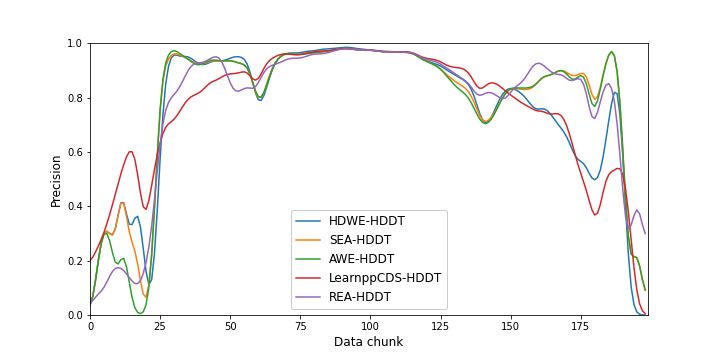 1.0
0.8
0.6
0.4
0.2
0.0
Precision
HDWE-HDDT
SEA-HDDT
AWE-HDDT
LearnppCDS-HDDT
REA-HDDT
0 25 50 75 100 125 150 175
Data chunk